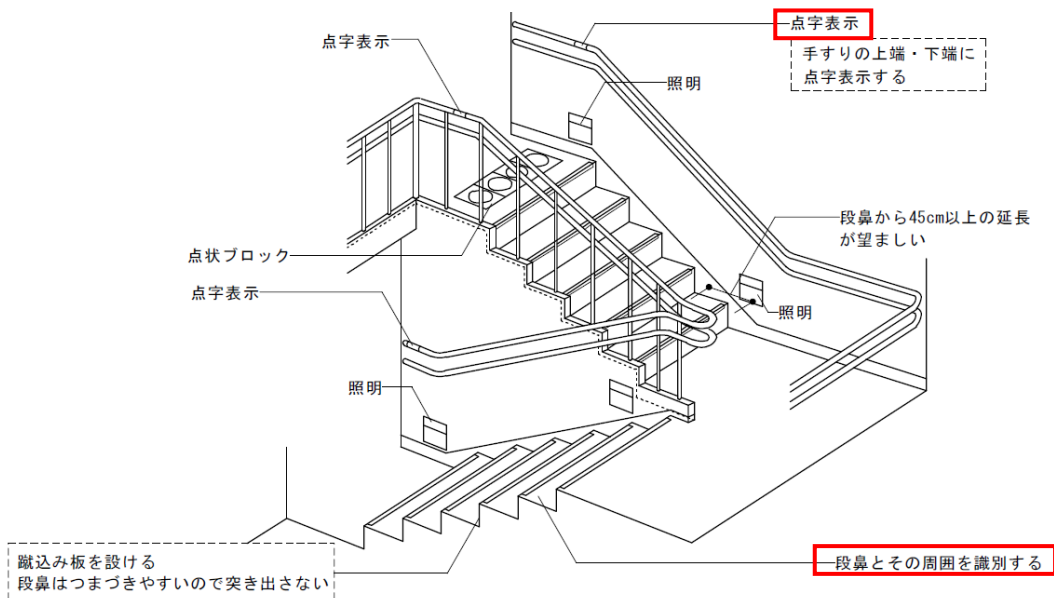 点字表示
手すりの上端・下端に
点字表示する
点字表示
照明
段鼻から45cm以上の延長
が望ましい
点状ブロック
点字表示
照明
照明
蹴込み板を設ける
段鼻はつまづきやすいので突き出さない
段鼻とその周囲を識別する